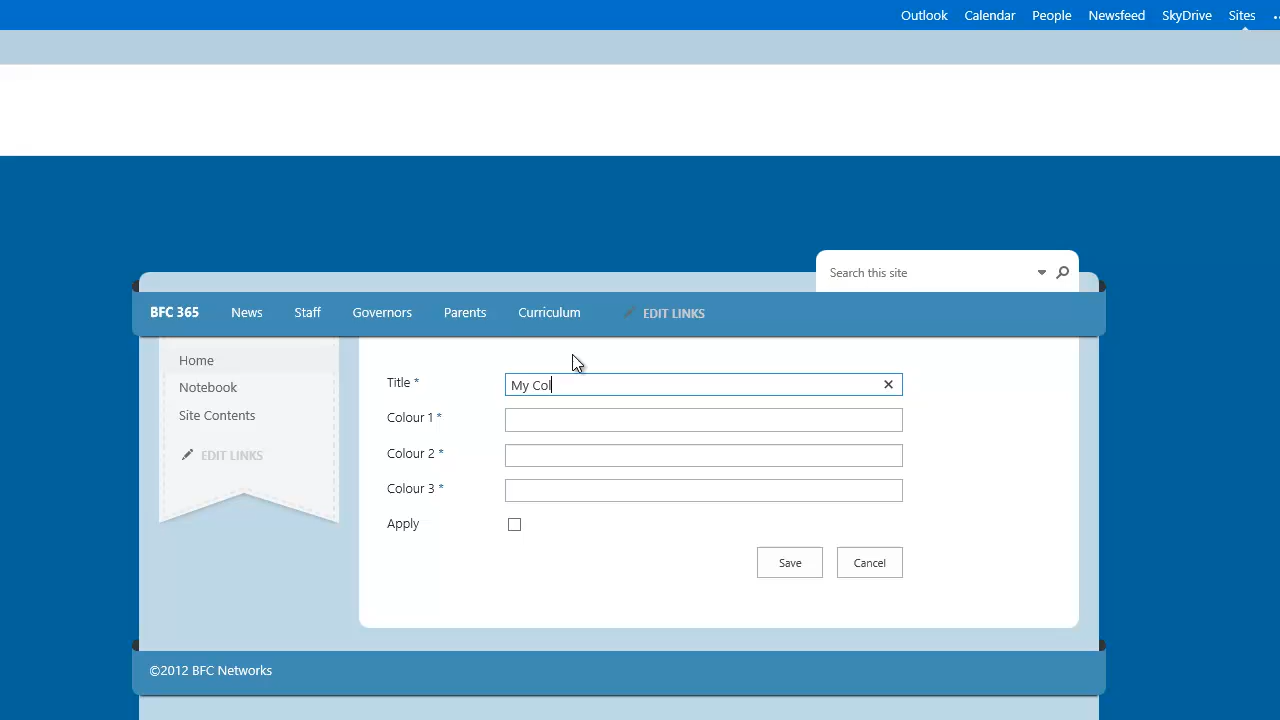 Outlook Calendar People Newsfeed SkyDrive Sites
Search this site
BFC 365 News Staff Governors Parents Curriculum EDIT LINKS
Home
Notebook
Site Contents
EDIT LINKS
Title * My Col
Colour 1 *
Colour 2 *
Colour 3 *
Apply
Save Cancel
©2012 BFC Networks